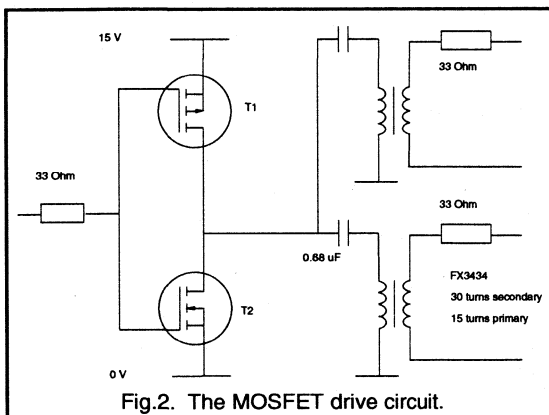 15 V
33 Ohm
T1
33 Ohm
33 Ohm
0.68 uF
FX3434
30 turns secondary
15 turns primary
T2
0 V
Fig.2. The MOSFET drive circuit.